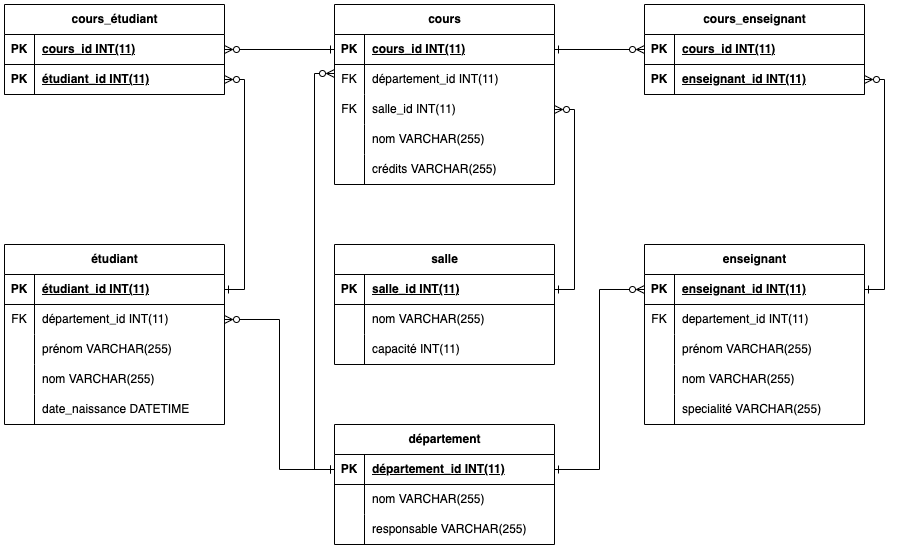 cours_étudiant
PK cours_id INT(11)
PK étudiant_id INT(11)
cours
PK cours_id INT(11)
FK département_id INT(11)
FK salle_id INT(11)
nom VARCHAR(255)
crédits VARCHAR(255)
cours_enseignant
PK cours_id INT(11)
PK enseignant_id INT(11)
étudiant
PK étudiant_id INT(11)
FK département_id INT(11)
prénom VARCHAR(255)
nom VARCHAR(255)
date_naissance DATETIME
salle
PK salle_id INT(11)
nom VARCHAR(255)
capacité INT(11)
enseignant
PK enseignant_id INT(11)
FK departement_id INT(11)
prénom VARCHAR(255)
nom VARCHAR(255)
specialité VARCHAR(255)
département
PK département_id INT(11)
nom VARCHAR(255)
responsable VARCHAR(255)